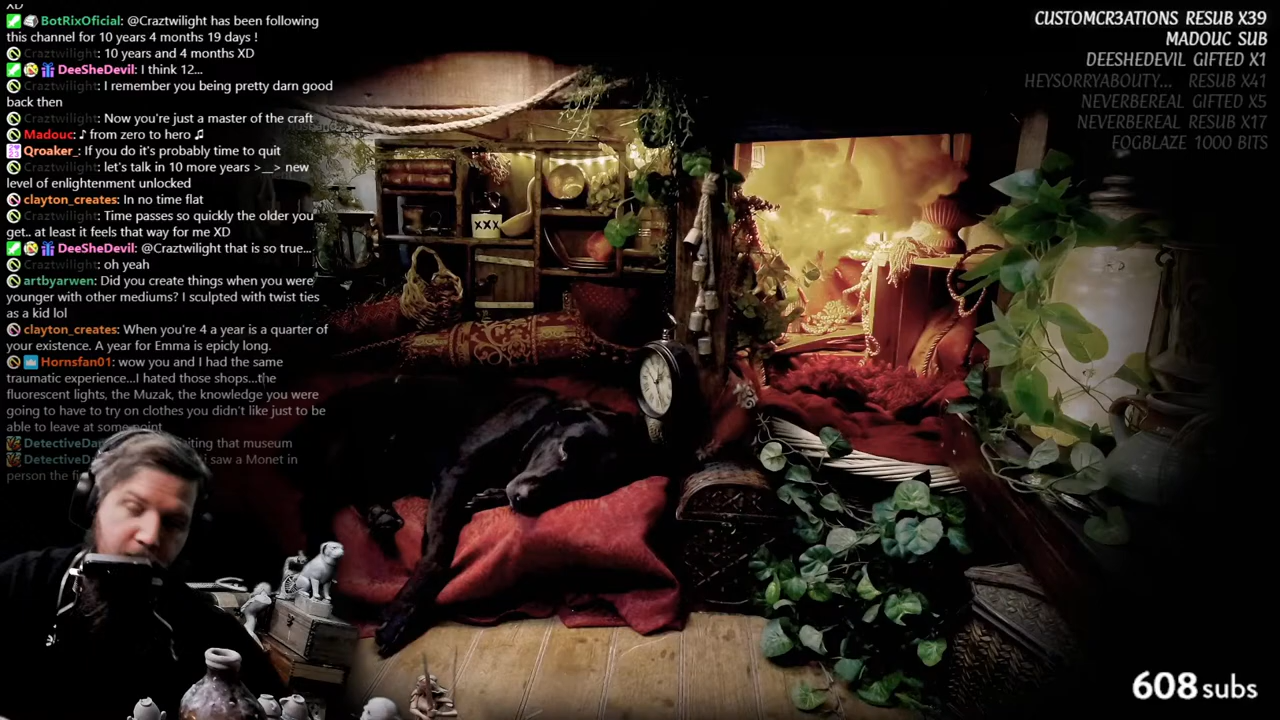 XD
BotRixOficial: @Craztwilight has been following
this channel for 10 years 4 months 19 days !
Craztwilight: 10 years and 4 months XD
DeeSheDevil: I think 12...
Craztwilight: I remember you being pretty darn good
back then
Craztwilight: Now you're just a master of the craft
Madouc: ♪ from zero to hero ♫
Qroaker_: If you do it's probably time to quit
Craztwilight: let's talk in 10 more years >__> new
level of enlightenment unlocked
clayton_creates: In no time flat
Craztwilight: Time passes so quickly the older you
get.. at least it feels that way for me XD
DeeSheDevil: @Craztwilight that is so true...
Craztwilight: oh yeah
artbyarwen: Did you create things when you were
younger with other mediums? I sculpted with twist ties
as a kid lol
clayton_creates: When you're 4 a year is a quarter of
your existence. A year for Emma is epicly long.
Hornsfan01: wow you and I had the same
traumatic experience...I hated those shops...the
fluorescent lights, the Muzak, the knowledge you were
going to have to try on clothes you didn't like just to be
able to leave at some point
that museum
saw a Monet in
person the
CUSTOMCR3ATIONS RESUB X39
MADOUC SUB
DEESHEDEVIL GIFTED X1
HEYSORRYABOUTY... RESUB X41
NEVERBEREAL GIFTED X5
NEVERBEREAL RESUB X17
FOGBLAZE 1000 BITS
XXX
608 subs